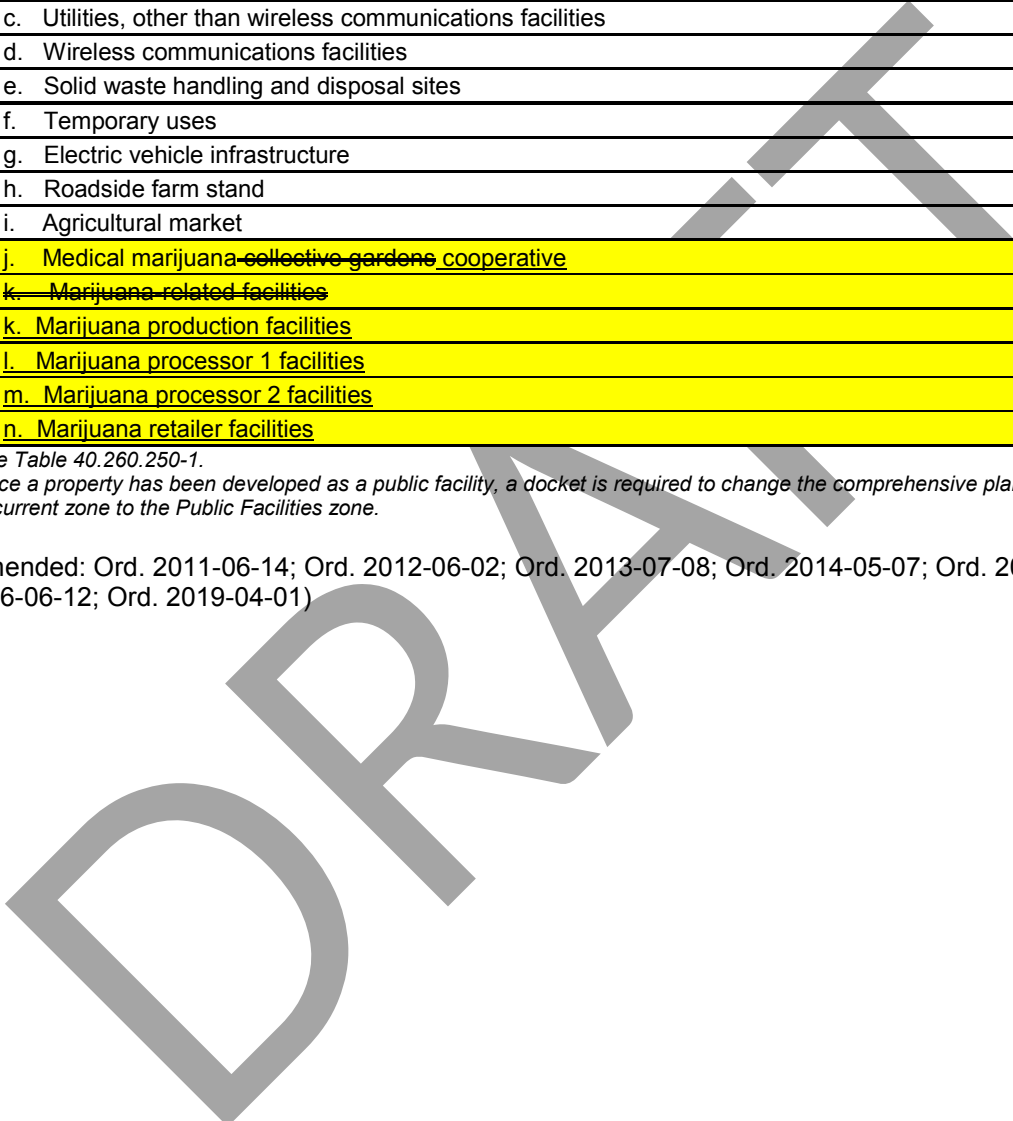 c. Utilities, other than wireless communications facilities
d. Wireless communications facilities
e. Solid waste handling and disposal sites
f. Temporary uses
g. Electric vehicle infrastructure
h. Roadside farm stand
i. Agricultural market
j. Medical marijuana collective gardens cooperative
k. Marijuana-related facilities
k. Marijuana production facilities
l. Marijuana processor 1 facilities
m. Marijuana processor 2 facilities
n. Marijuana retailer facilities
e Table 40.260.250-1.
ce a property has been developed as a public facility, a docket is required to change the comprehensive pla
current zone to the Public Facilities zone.
ended: Ord. 2011-06-14; Ord. 2012-06-02; Ord. 2013-07-08; Ord. 2014-05-07; Ord. 20
6-06-12; Ord. 2019-04-01)
DRAFT